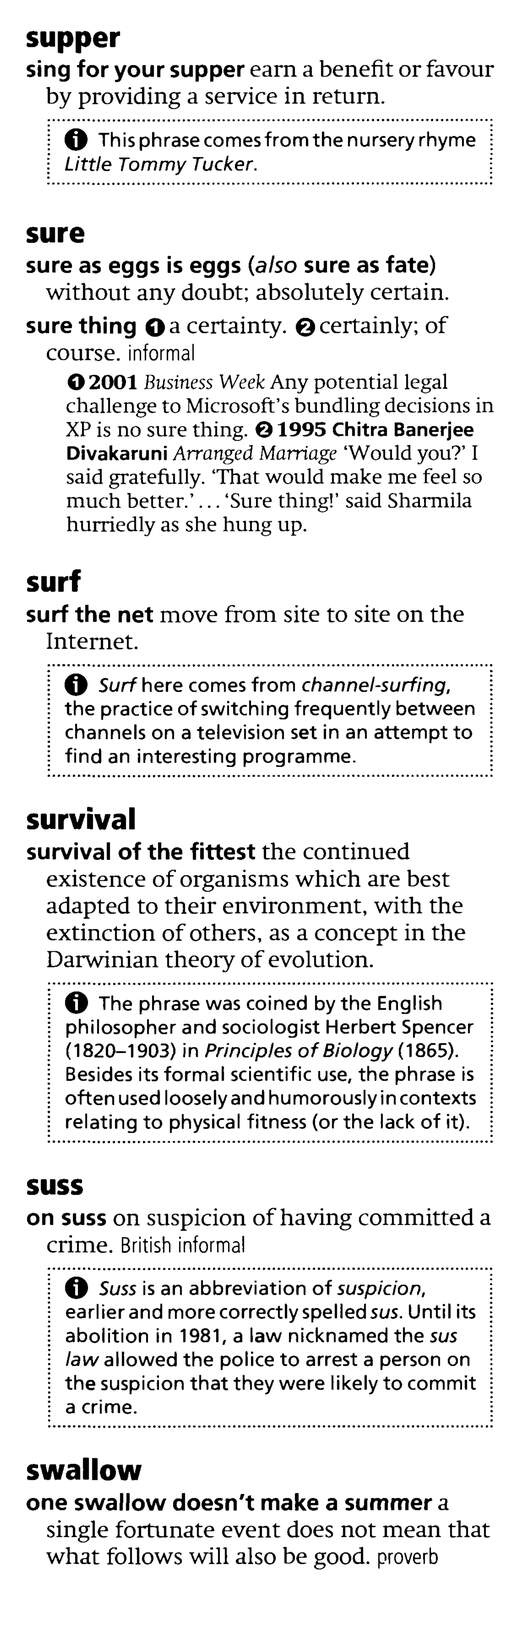 supper
sing for your supper earn a benefit or favour
by providing a service in return.
ℹ This phrase comes from the nursery rhyme
Little Tommy Tucker.
sure
sure as eggs is eggs (also sure as fate)
without any doubt; absolutely certain.
sure thing ❶ a certainty. ❷ certainly; of
course. informal
❶ 2001 Business Week Any potential legal
challenge to Microsoft's bundling decisions in
XP is no sure thing. ❷ 1995 Chitra Banerjee
Divakaruni Arranged Marriage ‘Would you?’ I
said gratefully. ‘That would make me feel so
much better.’ … ‘Sure thing!’ said Sharmila
hurriedly as she hung up.
surf
surf the net move from site to site on the
Internet.
ℹ Surf here comes from channel-surfing,
the practice of switching frequently between
channels on a television set in an attempt to
find an interesting programme.
survival
survival of the fittest the continued
existence of organisms which are best
adapted to their environment, with the
extinction of others, as a concept in the
Darwinian theory of evolution.
ℹ The phrase was coined by the English
philosopher and sociologist Herbert Spencer
(1820–1903) in Principles of Biology (1865).
Besides its formal scientific use, the phrase is
often used loosely and humorously in contexts
relating to physical fitness (or the lack of it).
suss
on suss on suspicion of having committed a
crime. British informal
ℹ Suss is an abbreviation of suspicion,
earlier and more correctly spelled sus. Until its
abolition in 1981, a law nicknamed the sus
law allowed the police to arrest a person on
the suspicion that they were likely to commit
a crime.
swallow
one swallow doesn't make a summer a
single fortunate event does not mean that
what follows will also be good. proverb